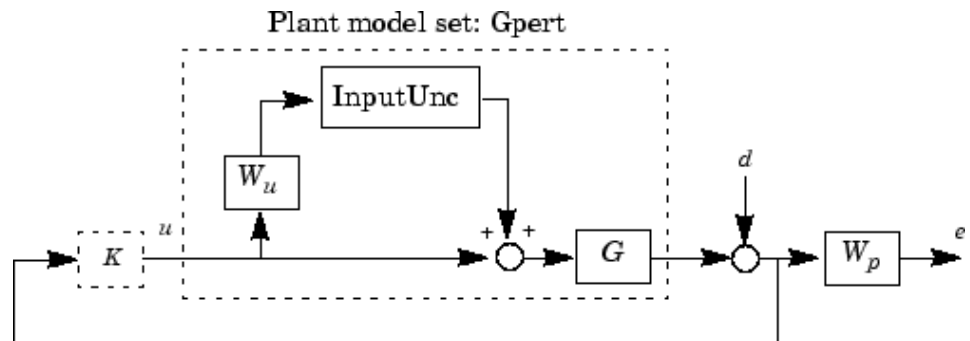 Plant model set: Gpert
InputUnc
W_u
d
u
+ +
e
K
G
W_p